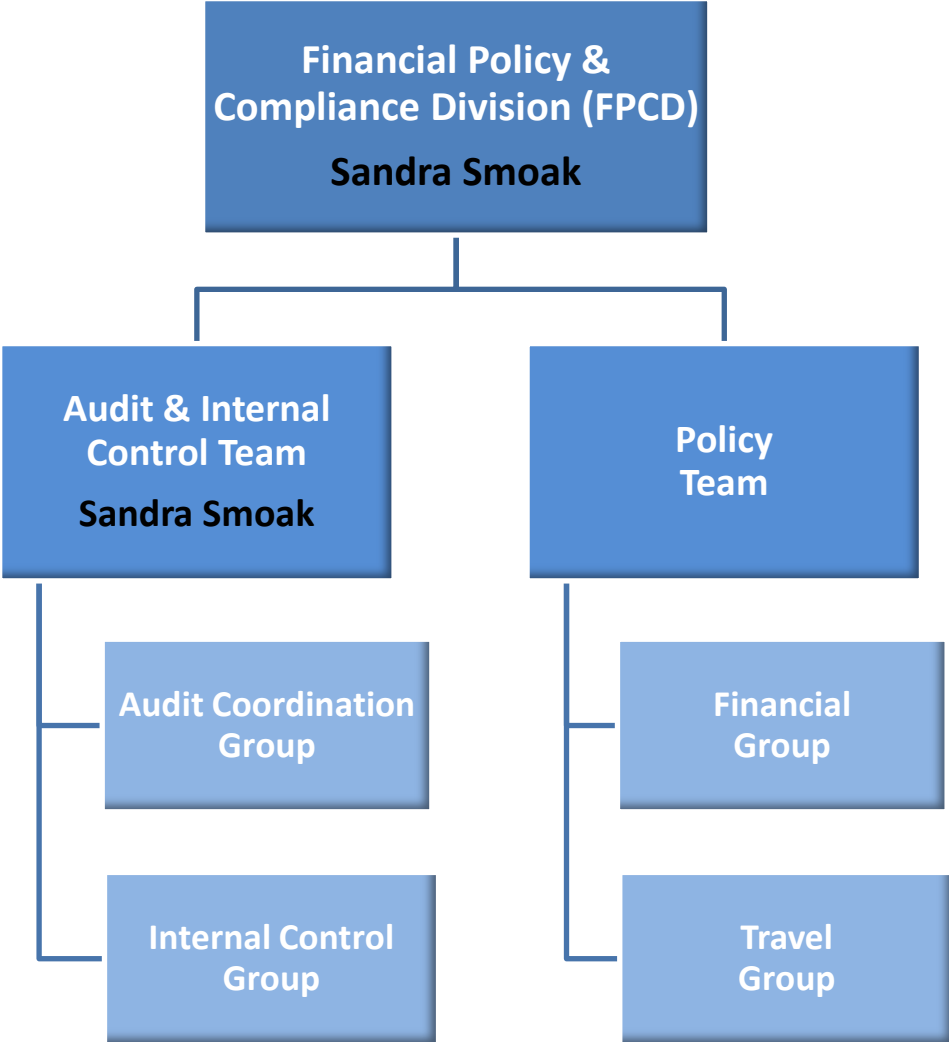 Financial Policy &
Compliance Division (FPCD)
Sandra Smoak
Audit & Internal
Control Team
Sandra Smoak
Policy
Team
Audit Coordination
Group
Financial
Group
Internal Control
Group
Travel
Group